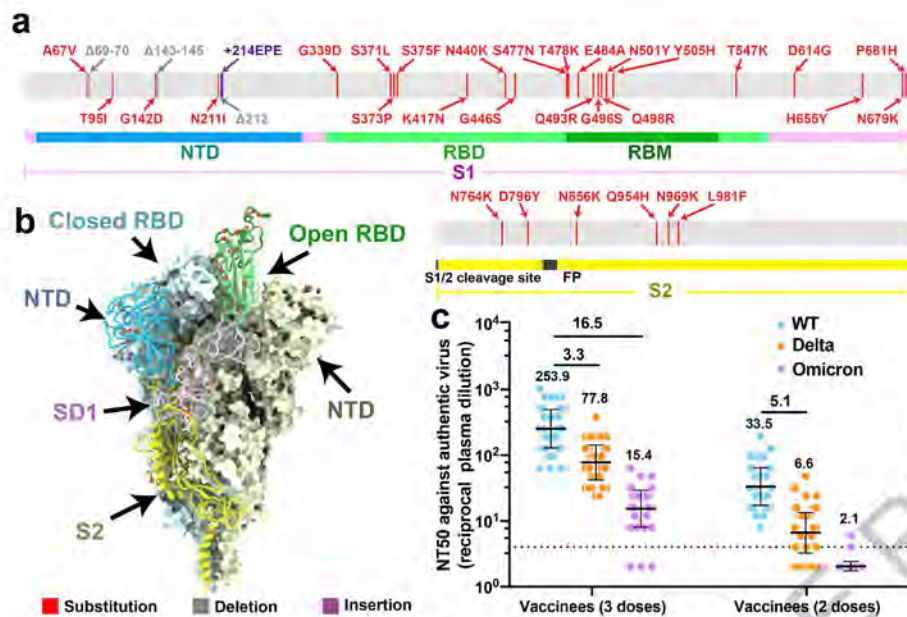 a
A67V Δ69-70 Δ143-145 +214EPE G339D S371L S375F N440K S477N T478K E484A N501Y Y505H T547K D614G P681H
T95I G142D N211I Δ212 S373P K417N G446S Q493R G496S Q498R H655Y N679K
NTD RBD RBM
S1
N764K D796Y N856K Q954H N969K L981F
S1/2 cleavage site FP
S2
b
Closed RBD
Open RBD
NTD
SD1
NTD
S2
Substitution Deletion Insertion
c
NT50 against authentic virus
(reciprocal plasma dilution)
10⁴
10³
10²
10¹
10⁰
16.5
3.3
253.9
77.8
15.4
5.1
33.5
6.6
2.1
WT
Delta
Omicron
Vaccinees (3 doses) Vaccinees (2 doses)